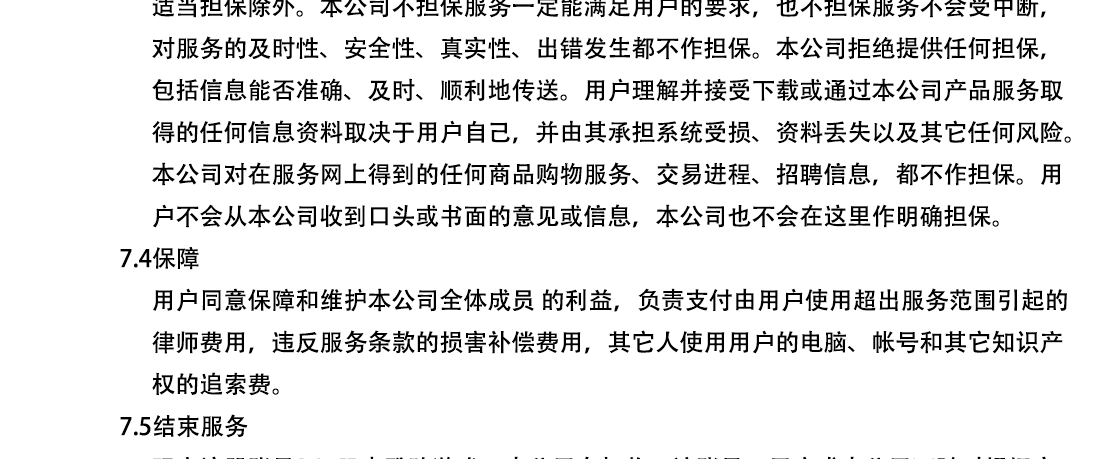 适当担保除外。本公司不担保服务一定能满足用户的要求，也不担保服务不会受中断，
对服务的及时性、安全性、真实性、出错发生都不作担保。本公司拒绝提供任何担保，
包括信息能否准确、及时、顺利地传送。用户理解并接受下载或通过本公司产品服务取
得的任何信息资料取决于用户自己，并由其承担系统受损、资料丢失以及其它任何风险。
本公司对在服务网上得到的任何商品购物服务、交易进程、招聘信息，都不作担保。用
户不会从本公司收到口头或书面的意见或信息，本公司也不会在这里作明确担保。
7.4保障
用户同意保障和维护本公司全体成员 的利益，负责支付由用户使用超出服务范围引起的
律师费用，违反服务条款的损害补偿费用，其它人使用用户的电脑、帐号和其它知识产
权的追索费。
7.5结束服务